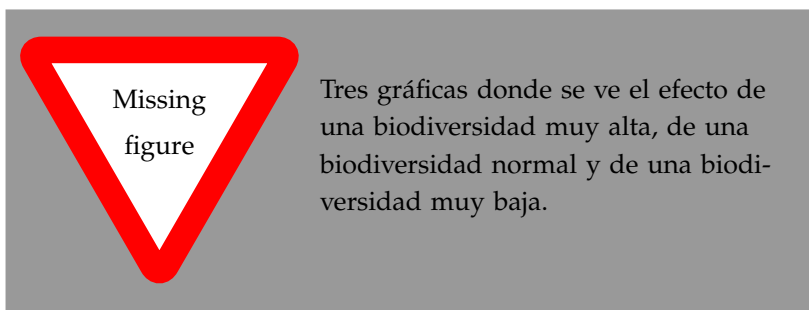 Missing
figure
Tres gráficas donde se ve el efecto de
una biodiversidad muy alta, de una
biodiversidad normal y de una biodi-
versidad muy baja.